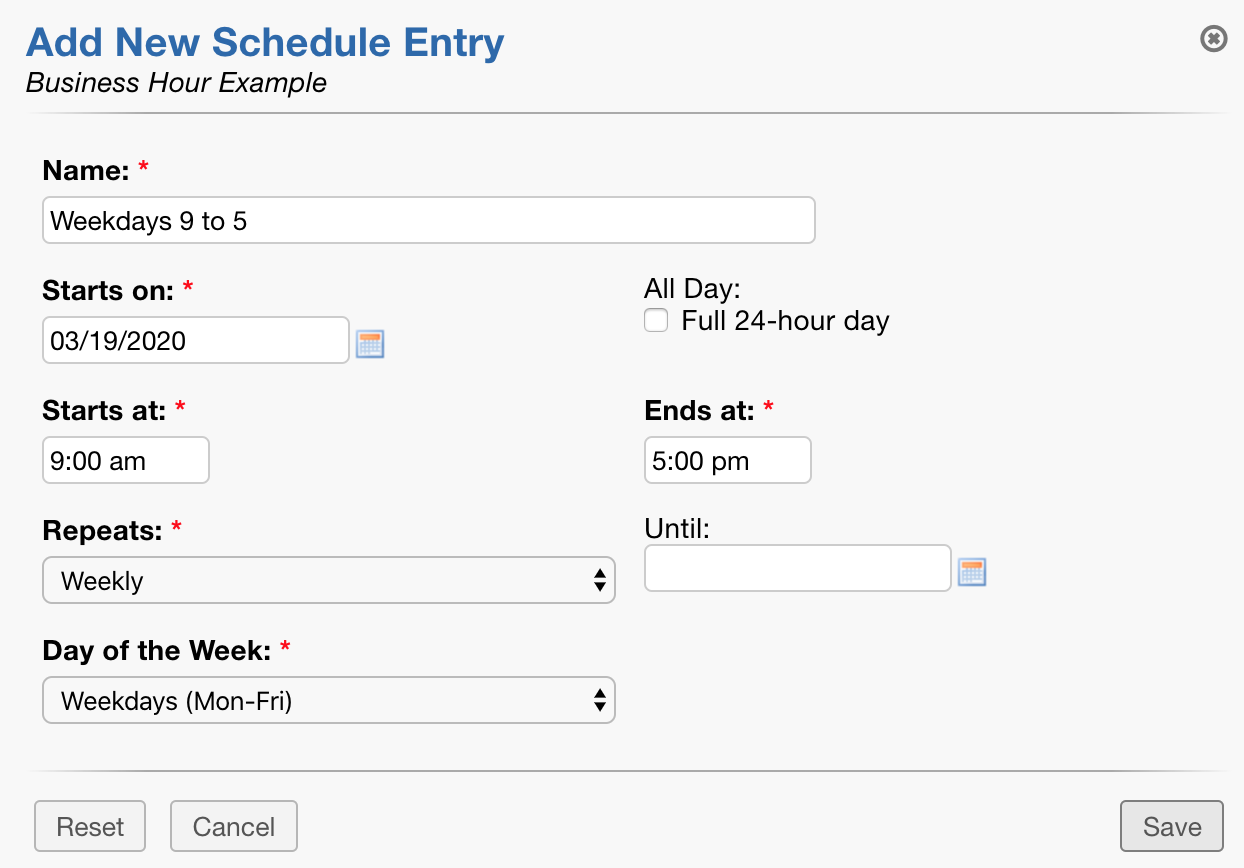 Add New Schedule Entry
Business Hour Example
Name: *
Weekdays 9 to 5
Starts on: *
All Day:
03/19/2020
Full 24-hour day
Starts at: *
Ends at: *
9:00 am
5:00 pm
Repeats: *
Until:
Weekly
Day of the Week: *
Weekdays (Mon-Fri)
Reset
Cancel
Save